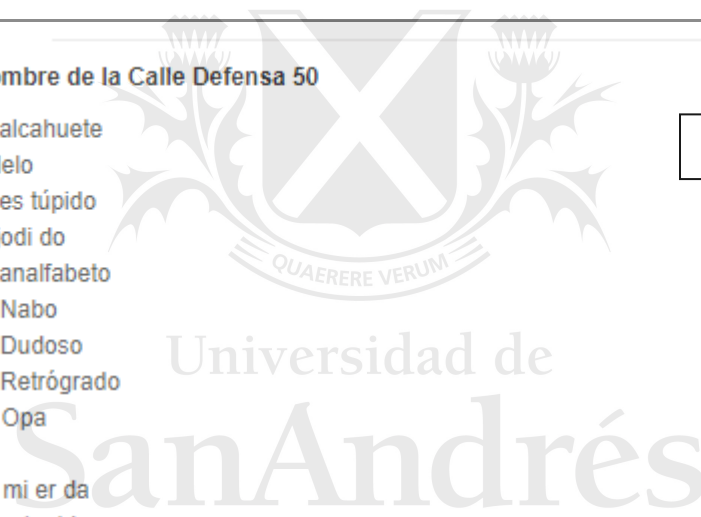 ombre de la Calle Defensa 50
alcahuete
lelo
es túpido
odi do
analfabeto
Nabo
Dudoso
Retrógrado
Opa
mi er da
QUAERERE VERUM
Universidad de
SanAndrés